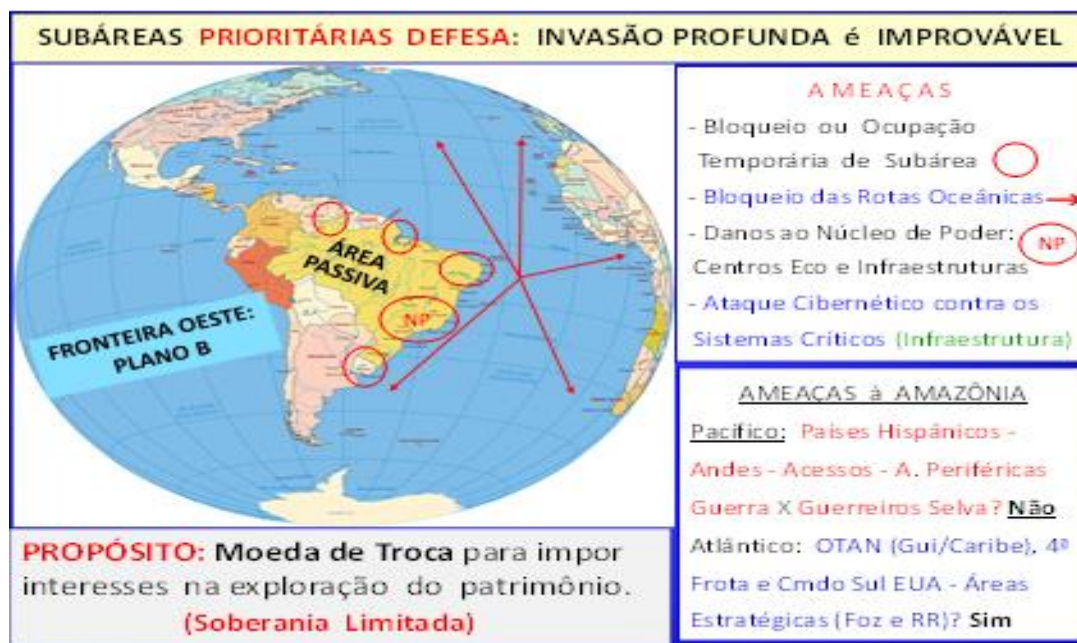 SUBÁREAS PRIORITÁRIAS DEFESA: INVASÃO PROFUNDA é IMPROVÁVEL
ÁREA
PASSIVA
NP
FRONTEIRA OESTE:
PLANO B
PROPÓSITO: Moeda de Troca para impor
interesses na exploração do patrimônio.
(Soberania Limitada)
AMEAÇAS
- Bloqueio ou Ocupação
Temporária de Subárea
- Bloqueio das Rotas Oceânicas
- Danos ao Núcleo de Poder: NP
Centros Eco e Infraestruturas
- Ataque Cibernético contra os
Sistemas Críticos (Infraestrutura)
AMEAÇAS à AMAZÔNIA
Pacífico: Países Hispânicos -
Andes - Acessos - A. Periféricas
Guerra X Guerreiros Selva? Não
Atlântico: OTAN (Gui/Caribe), 4ª
Frota e Cmdo Sul EUA - Áreas
Estratégicas (Foz e RR)? Sim